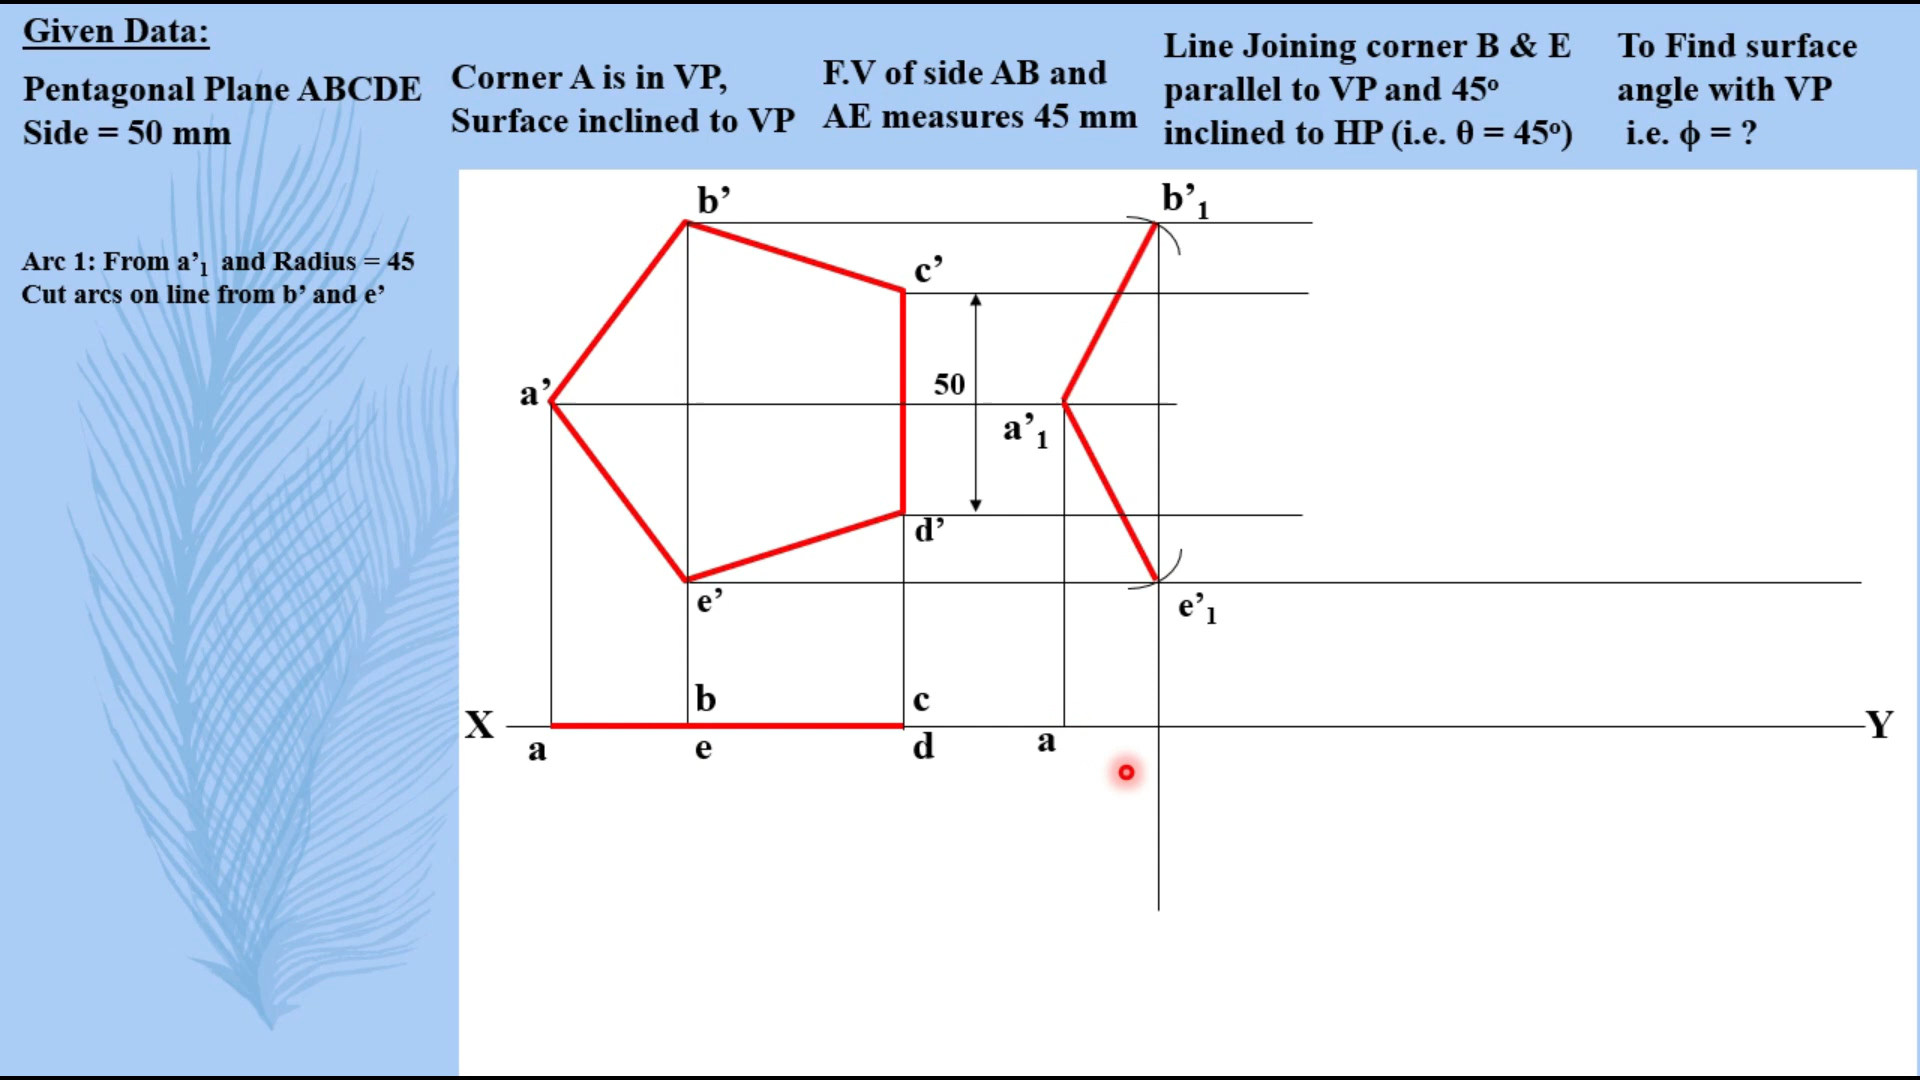 Given Data:
Pentagonal Plane ABCDE
Side = 50 mm
Corner A is in VP,
Surface inclined to VP
F.V of side AB and
AE measures 45 mm
Line Joining corner B & E
parallel to VP and 45º
inclined to HP (i.e. θ = 45º)
To Find surface
angle with VP
i.e. ϕ = ?
Arc 1: From a’₁ and Radius = 45
Cut arcs on line from b’ and e’
b’
b’₁
c’
a’
50
a’₁
d’
e’
e’₁
b
c
X
Y
a
e
d
a